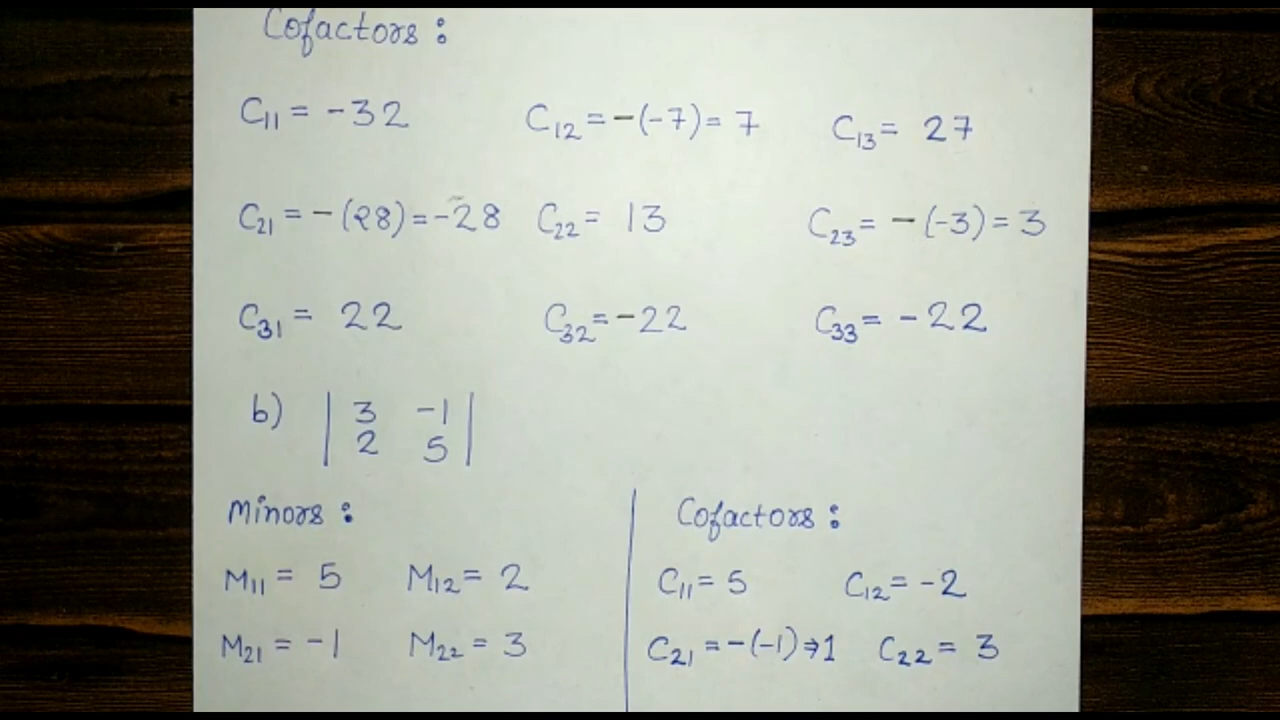 Cofactors :
C₁₁ = -32 C₁₂ = -(-7) = 7 C₁₃ = 27
C₂₁ = -(28) = -28 C₂₂ = 13 C₂₃ = -(-3) = 3
C₃₁ = 22 C₃₂ = -22 C₃₃ = -22
b) | 3 -1 |
| 2 5 |
Minors :
M₁₁ = 5 M₁₂ = 2
M₂₁ = -1 M₂₂ = 3
Cofactors :
C₁₁ = 5 C₁₂ = -2
C₂₁ = -(-1) ⇒ 1 C₂₂ = 3